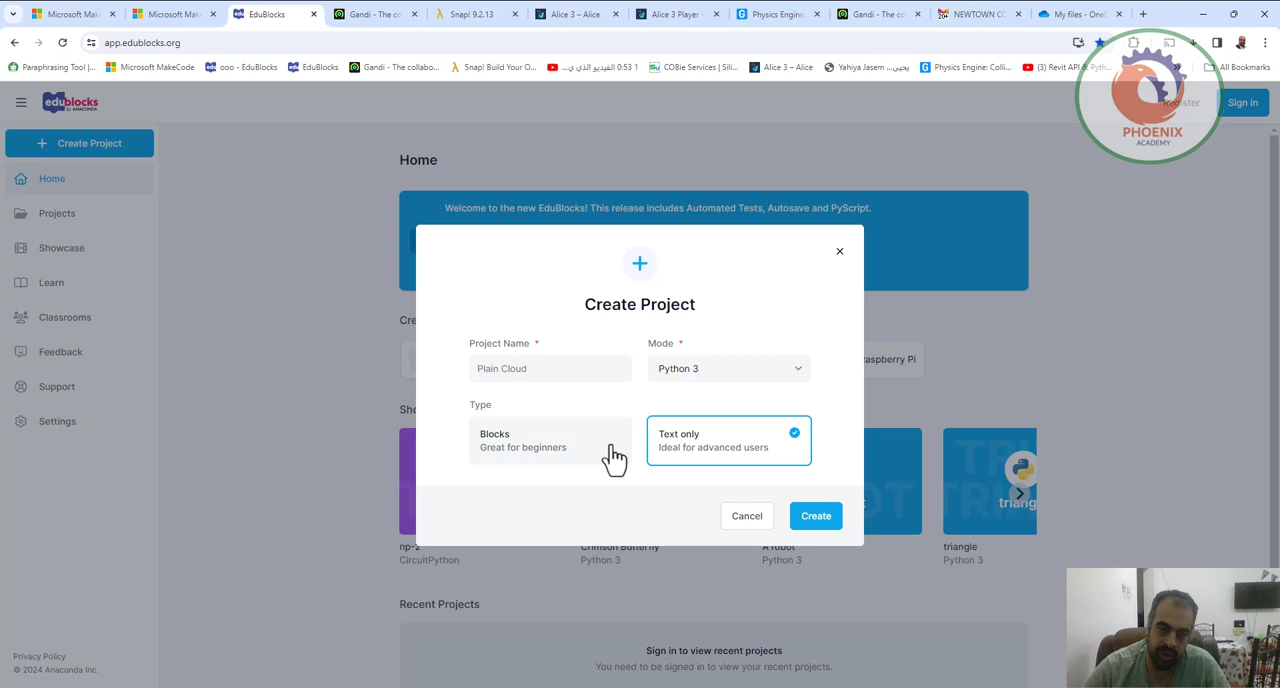 Microsoft Mak
Microsoft Mak
EduBlocks
Gandi - The co
Snap! 9.2.13
Alice 3 – Alice
Alice 3 Player
Physics Engine
Gandi - The co
NEWTOWN CO
My files - One
app.edublocks.org
Paraphrasing Tool |...
Microsoft MakeCode
ooo - EduBlocks
EduBlocks
Gandi - The collabe...
Snap! Build Your O...
0:53 الفيديو الذي ي...
COBie Services | Sili...
Alice 3 – Alice
Yahiya Jasem يحيى...
Physics Engine: Colli...
(3) Revit API 8 Pyth...
All Bookmarks
edublocks
by ANACONDA
Register
Sign in
PHOENIX
ACADEMY
Create Project
Home
Projects
Showcase
Learn
Classrooms
Feedback
Support
Settings
Home
Welcome to the new EduBlocks! This release includes Automated Tests, Autosave and PyScript.
Cre
aspberry Pi
Sho
Create Project
Project Name *
Mode *
Plain Cloud
Python 3
Type
Blocks
Great for beginners
Text only
Ideal for advanced users
Cancel
Create
triang
np-2
CircuitPython
Crimson Butterfly
Python 3
A robot
Python 3
triangle
Python 3
Recent Projects
Sign in to view recent projects
You need to be signed in to view your recent projects.
Privacy Policy
© 2024 Anaconda Inc.